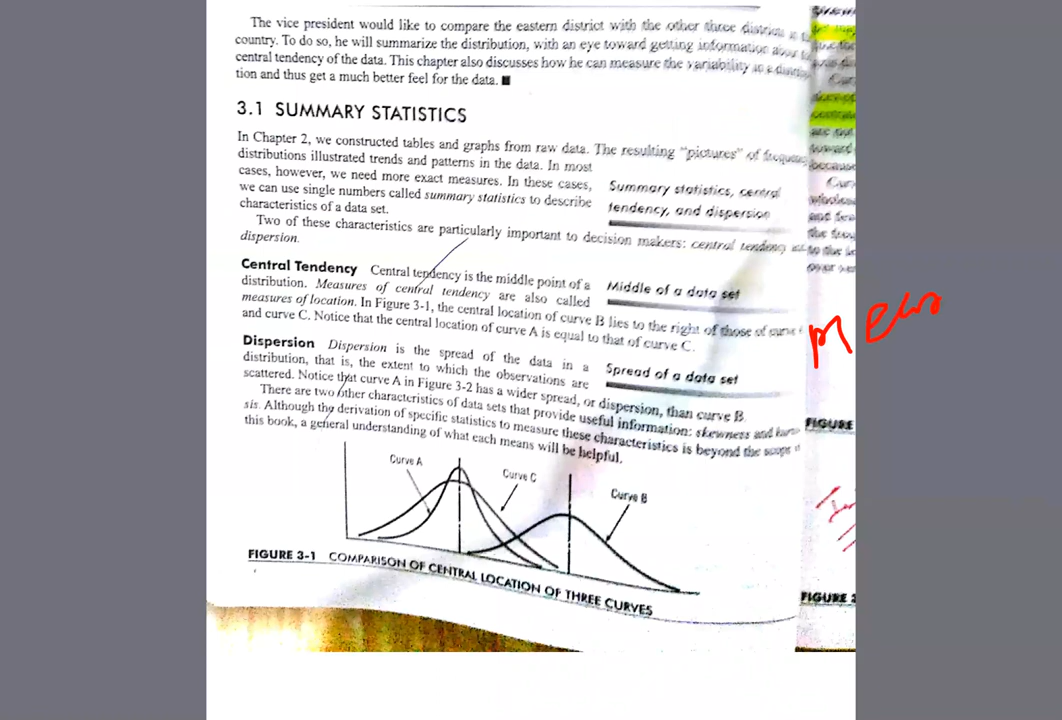 The vice president would like to compare the eastern district with the other three districts in
country. To do so, he will summarize the distribution, with an eye toward getting information about
central tendency of the data. This chapter also discusses how he can measure the variability in a
tion and thus get a much better feel for the data. ■
3.1 SUMMARY STATISTICS
In Chapter 2, we constructed tables and graphs from raw data. The resulting "pictures" of
distributions illustrated trends and patterns in the data. In most
cases, however, we need more exact measures. In these cases,
we can use single numbers called summary statistics to describe
characteristics of a data set.
Summary statistics, central
tendency, and dispersion
Two of these characteristics are particularly important to decision makers: central tendency
dispersion.
Central Tendency Central tendency is the middle point of a
distribution. Measures of central tendency are also called
measures of location. In Figure 3-1, the central location of curve B lies to the right of those of curve
and curve C. Notice that the central location of curve A is equal to that of curve C.
Middle of a data set
Dispersion Dispersion is the spread of the data in a
distribution, that is, the extent to which the observations are
scattered. Notice that curve A in Figure 3-2 has a wider spread, or dispersion, than curve B.
Spread of a data set
There are two other characteristics of data sets that provide useful information: skewness and
sis. Although the derivation of specific statistics to measure these characteristics is beyond the scope
this book, a general understanding of what each means will be helpful.
Curve A
Curve C
Curve B
FIGURE 3-1 COMPARISON OF CENTRAL LOCATION OF THREE CURVES
are not
toward
because
and
the
to the
over
FIGURE
FIGURE